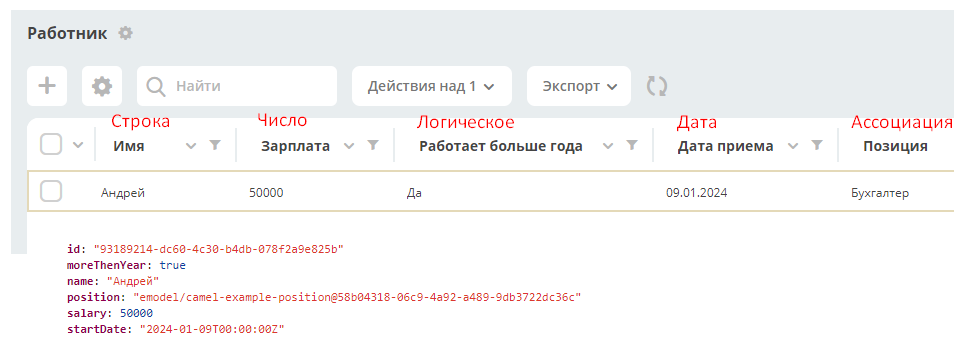 Работник
Найти
Действия над 1
Экспорт
Строка Число Логическое Дата Ассоциация
Имя Зарплата Работает больше года Дата приема Позиция
Андрей 50000 Да 09.01.2024 Бухгалтер
id: "93189214-dc60-4c30-b4db-078f2a9e825b"
moreThenYear: true
name: "Андрей"
position: "emodel/camel-example-position@58b04318-06c9-4a92-a489-9db3722dc36c"
salary: 50000
startDate: "2024-01-09T00:00:00Z"